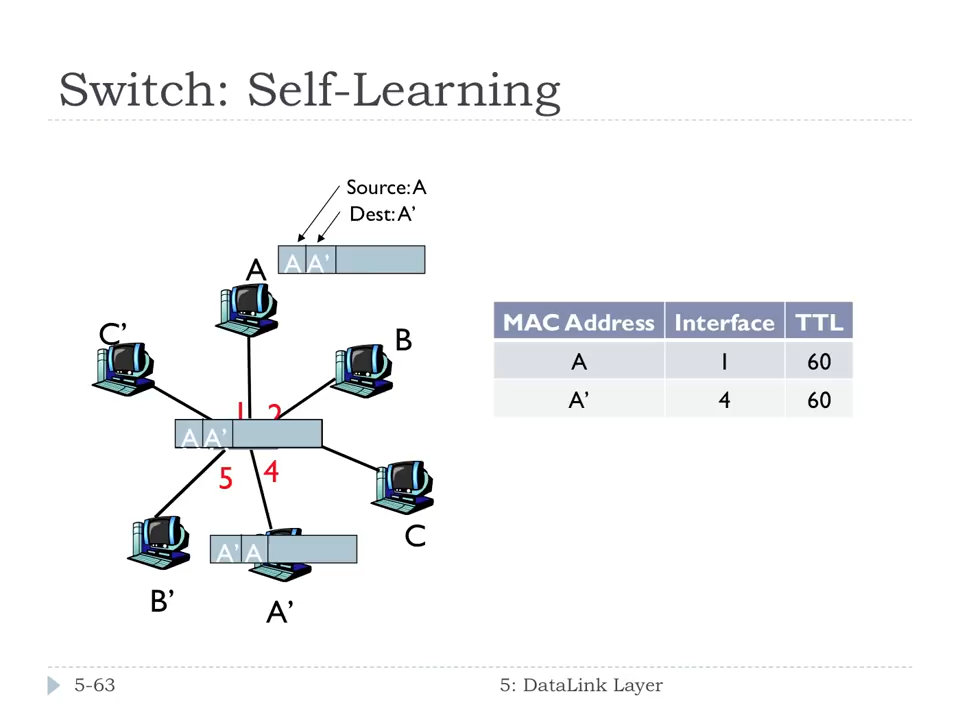 Switch: Self-Learning
Source: A
Dest: A’
A A’
A
C’
B
MAC Address Interface TTL
A 1 60
A’ 4 60
1 2
A A’
5 4
C
A’ A
B’
A’
5-63
5: DataLink Layer